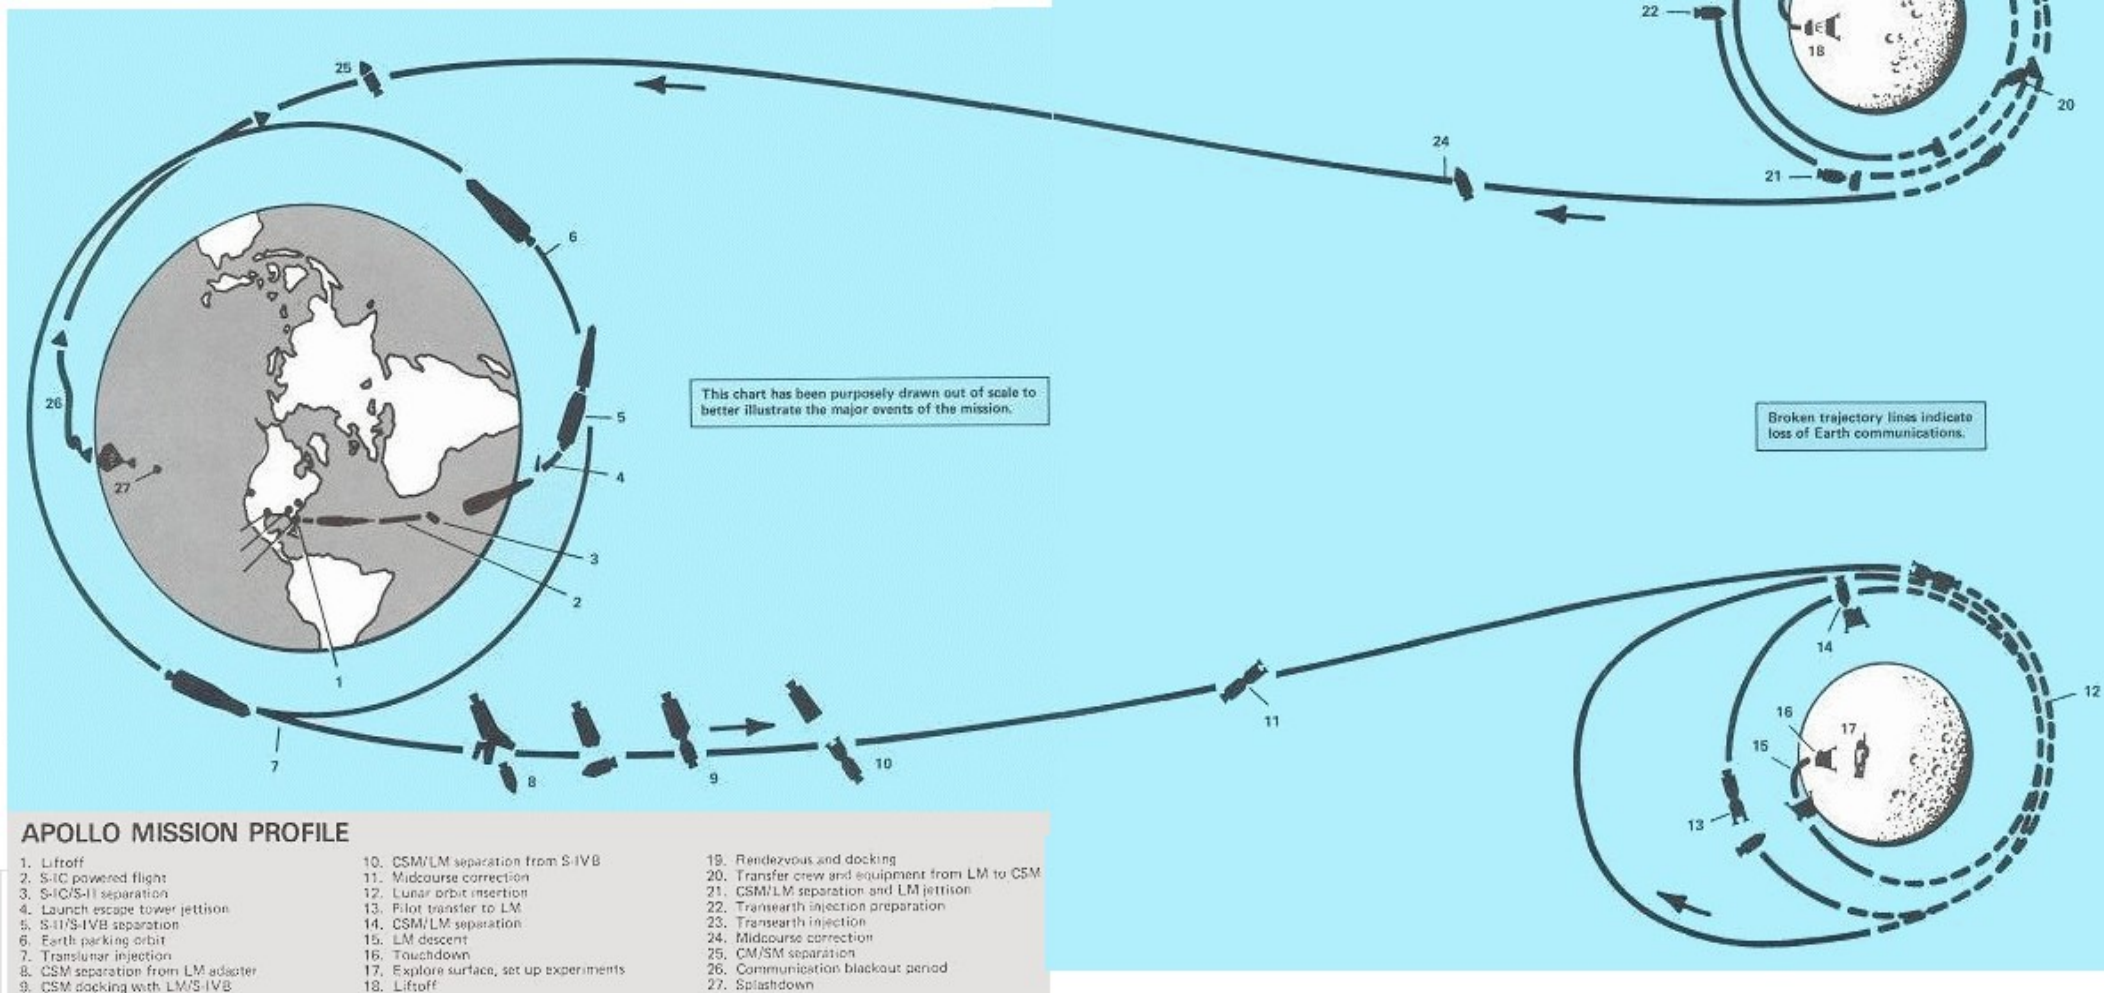 22
18
20
21
24
25
6
5
4
3
2
1
26
27
This chart has been purposely drawn out of scale to
better illustrate the major events of the mission.
Broken trajectory lines indicate
loss of Earth communications.
7
8
9
10
11
12
14
16
17
15
13
APOLLO MISSION PROFILE
1. Liftoff
2. S-IC powered flight
3. S-IC/S-II separation
4. Launch escape tower jettison
5. S-II/S-IVB separation
6. Earth parking orbit
7. Translunar injection
8. CSM separation from LM adapter
9. CSM docking with LM/S-IVB
10. CSM/LM separation from S-IVB
11. Midcourse correction
12. Lunar orbit insertion
13. Pilot transfer to LM
14. CSM/LM separation
15. LM descent
16. Touchdown
17. Explore surface, set up experiments
18. Liftoff
19. Rendezvous and docking
20. Transfer crew and equipment from LM to CSM
21. CSM/LM separation and LM jettison
22. Transearth injection preparation
23. Transearth injection
24. Midcourse correction
25. CM/SM separation
26. Communication blackout period
27. Splashdown